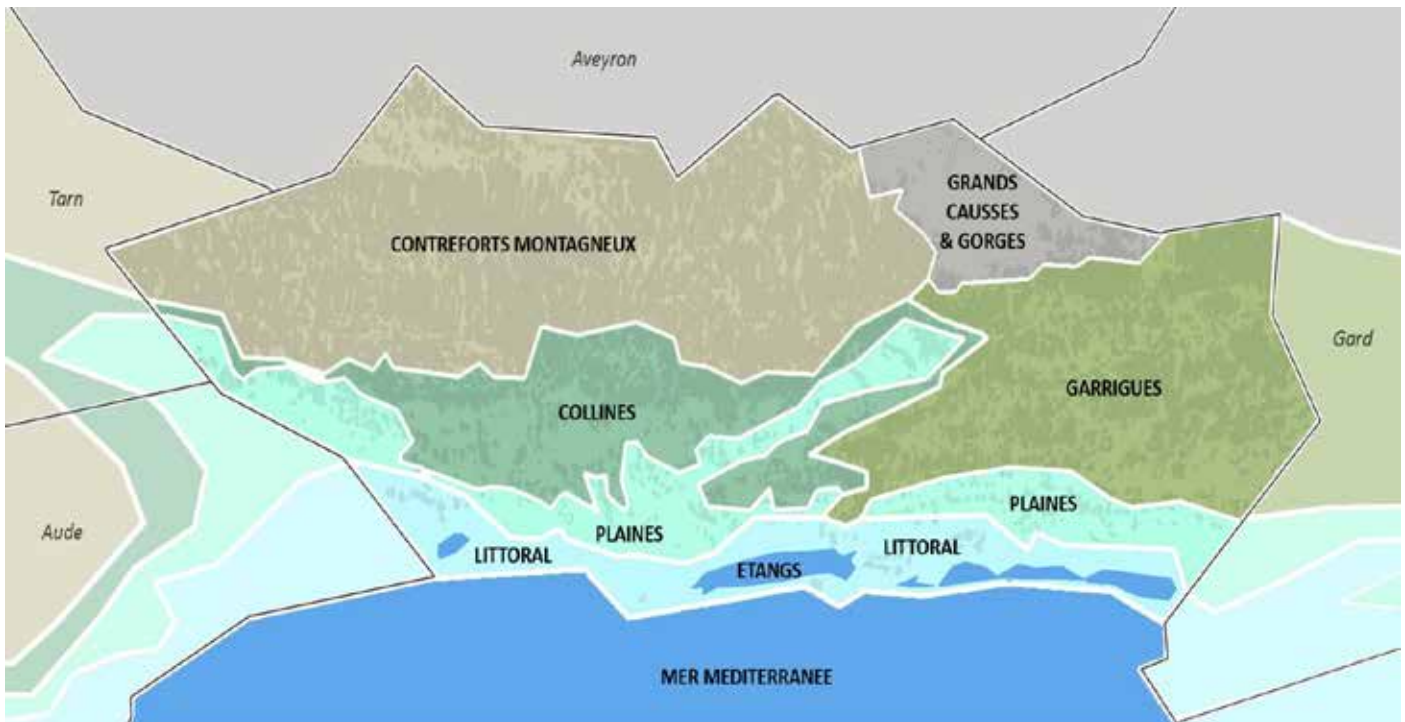 Aveyron
GRANDS
CAUSSES
& GORGES
Tarn
CONTREFORTS MONTAGNEUX
Gard
GARRIGUES
COLLINES
PLAINES
Aude
PLAINES
LITTORAL
LITTORAL
ETANGS
MER MEDITERRANEE